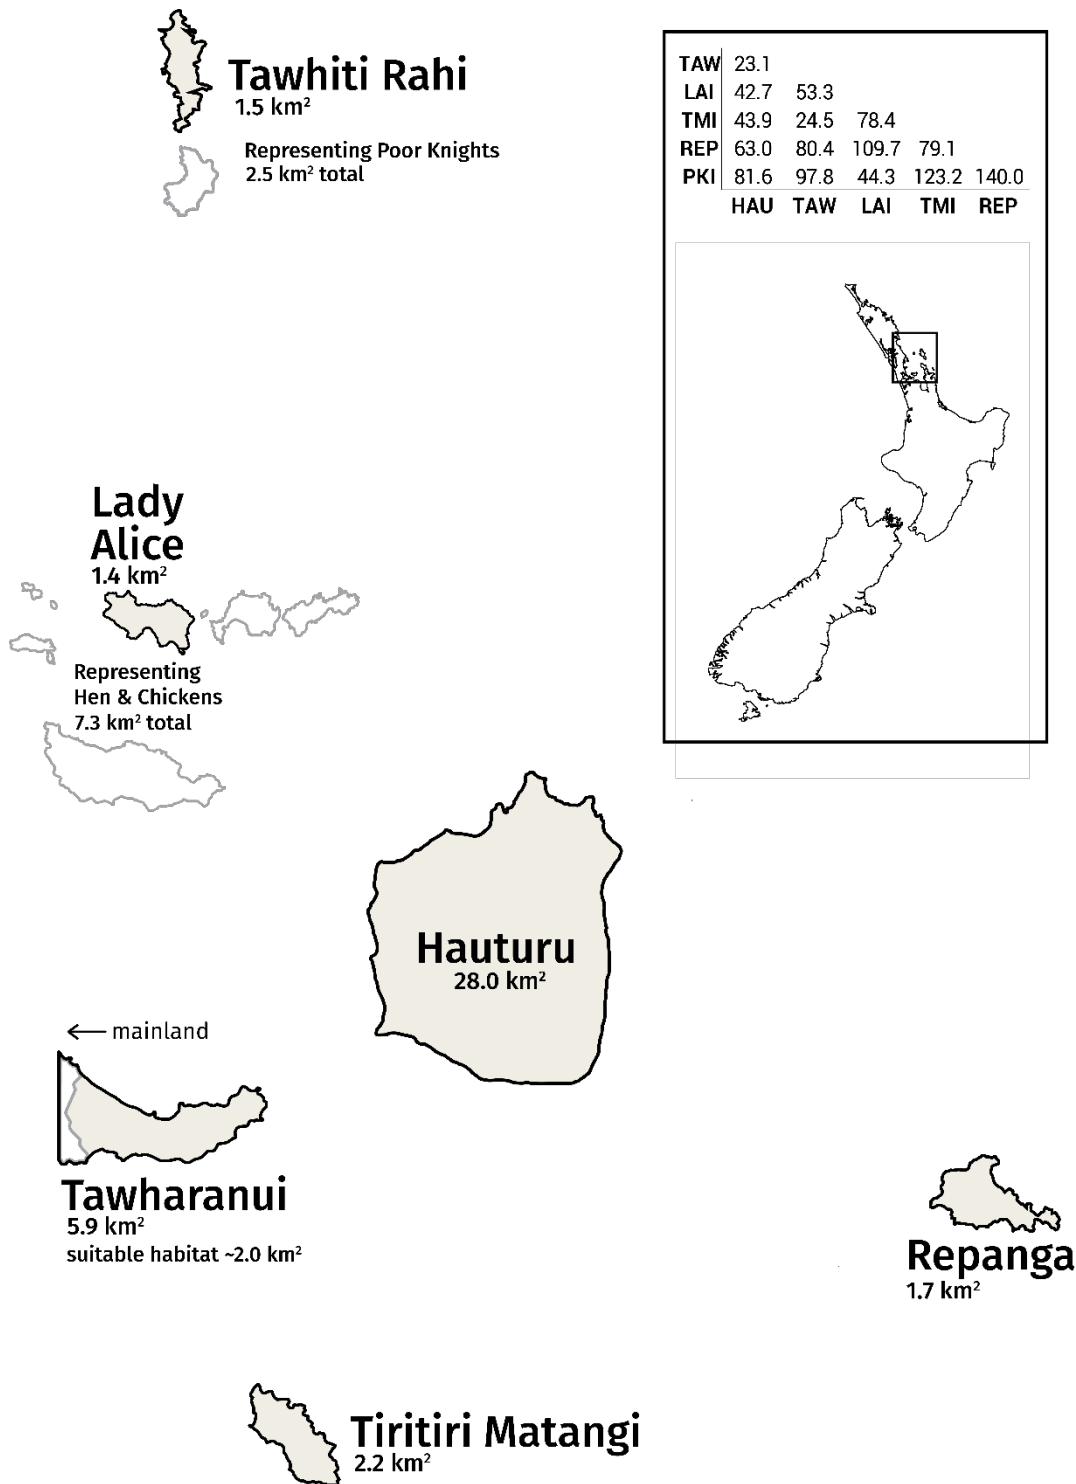 Tawhiti Rahi
1.5 km²
Representing Poor Knights
2.5 km² total
TAW 23.1
LAI 42.7 53.3
TMI 43.9 24.5 78.4
REP 63.0 80.4 109.7 79.1
PKI 81.6 97.8 44.3 123.2 140.0
HAU TAW LAI TMI REP
Lady
Alice
1.4 km²
Representing
Hen & Chickens
7.3 km² total
Hauturu
28.0 km²
← mainland
Tawharanui
5.9 km²
suitable habitat ~2.0 km²
Repanga
1.7 km²
Tiritiri Matangi
2.2 km²